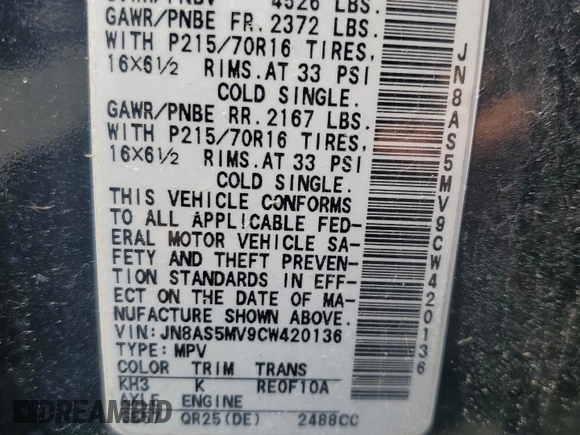 4526 LBS.
GAWR/PNBE FR. 2372 LBS.
WITH P215/70R16 TIRES,
16X6½ RIMS. AT 33 PSI
COLD SINGLE.
GAWR/PNBE RR. 2167 LBS.
WITH P215/70R16 TIRES,
16X6½ RIMS. AT 33 PSI
COLD SINGLE.
THIS VEHICLE CONFORMS
TO ALL APPLICABLE FED-
ERAL MOTOR VEHICLE SA-
FETY AND THEFT PREVEN-
TION STANDARDS IN EFF-
ECT ON THE DATE OF MA-
NUFACTURE SHOWN ABOVE.
VIN: JN8AS5MV9CW420136
TYPE: MPV
COLOR TRIM TRANS
KH3 K RE0F10A
AXLE ENGINE
QR25(DE) 2488CC
JN8AS5MV9CW420136
DREAMBID